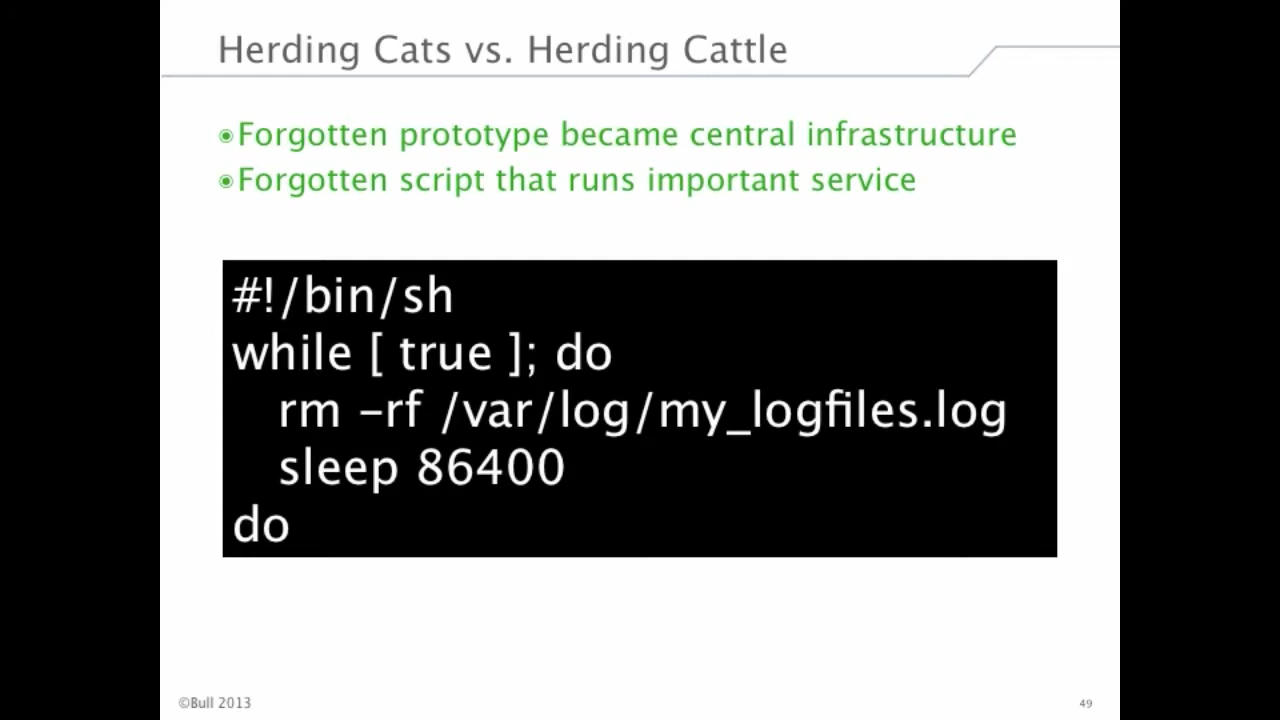 Herding Cats vs. Herding Cattle
Forgotten prototype became central infrastructure
Forgotten script that runs important service
#!/bin/sh
while [ true ]; do
rm –rf /var/log/my_logfiles.log
sleep 86400
do
©Bull 2013
49